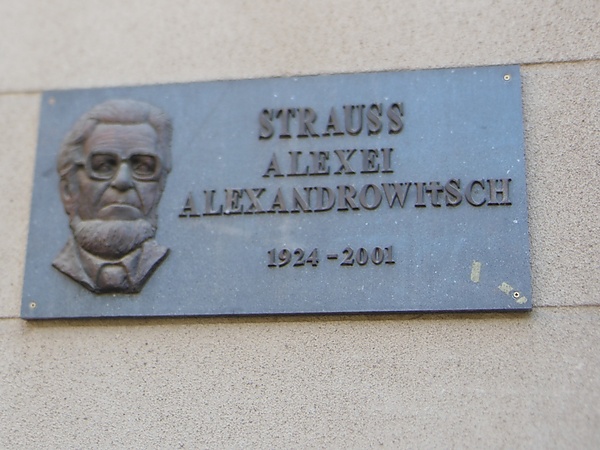 STRAUSS
ALEXEI
ALEXANDROWItSCH
1924 - 2001